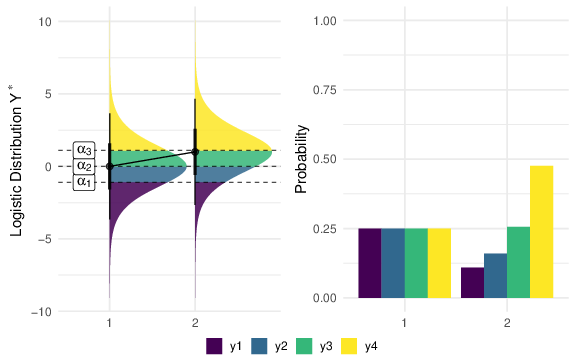 Logistic Distribution Y*
10
5
0
−5
−10
α₃
α₂
α₁
1
2
Probability
1.00
0.75
0.50
0.25
0.00
1
2
y1
y2
y3
y4